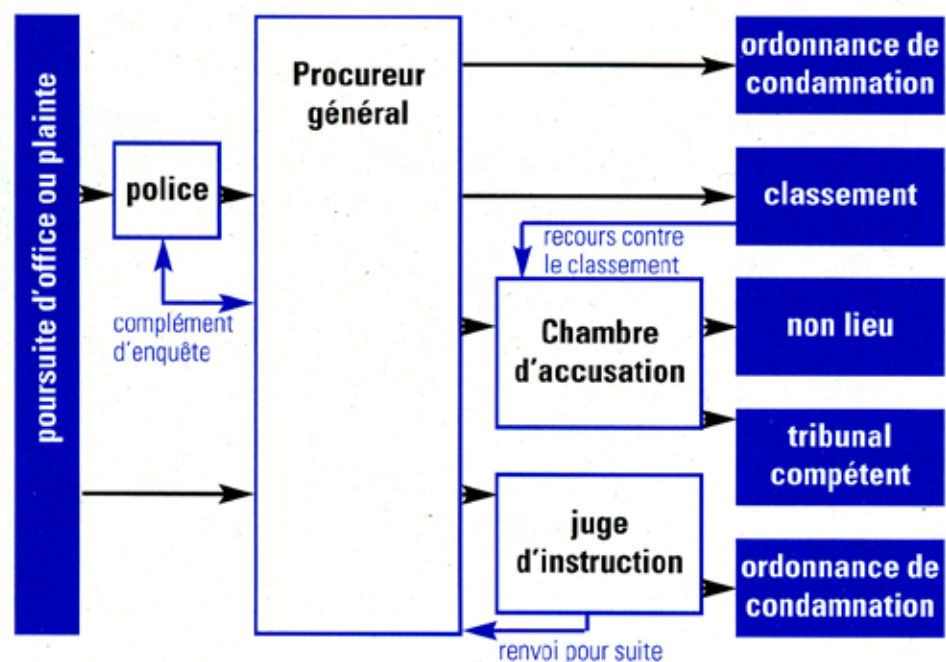 poursuite d'office ou plainte
police
complément
d'enquête
Procureur
général
ordonnance de
condamnation
classement
recours contre
le classement
Chambre
d'accusation
non lieu
tribunal
compétent
juge
d'instruction
ordonnance de
condamnation
renvoi pour suite